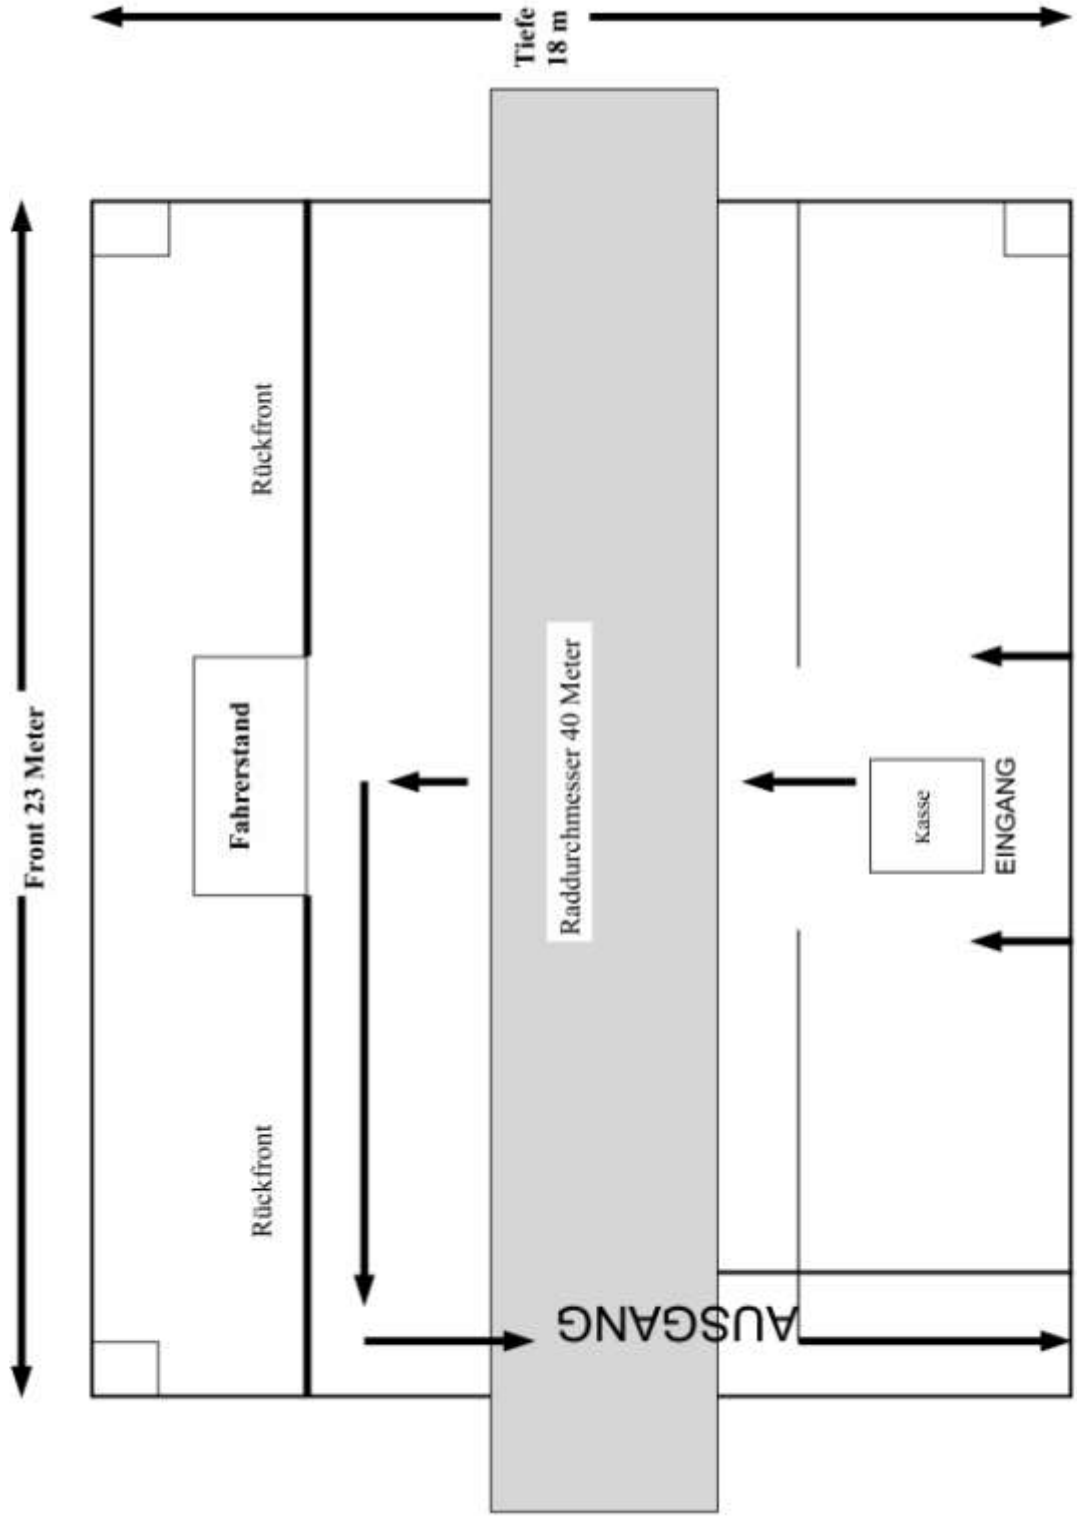 Front 23 Meter
Tiefe
18 m
Rückfront
Fahrerstand
Rückfront
Raddurchmesser 40 Meter
AUSGANG
Kasse
EINGANG